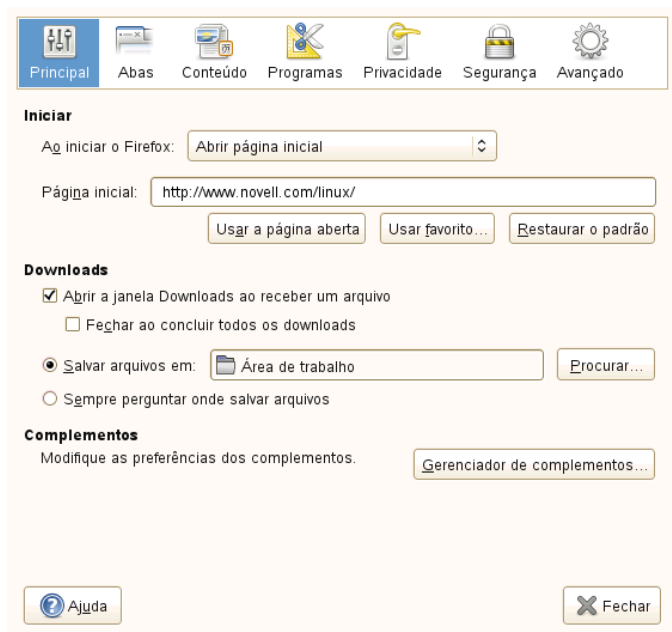 Principal Abas Conteúdo Programas Privacidade Segurança Avançado
Iniciar
Ao iniciar o Firefox: Abrir página inicial
Página inicial: http://www.novell.com/linux/
Usar a página aberta Usar favorito... Restaurar o padrão
Downloads
Abrir a janela Downloads ao receber um arquivo
Fechar ao concluir todos os downloads
Salvar arquivos em: Área de trabalho Procurar...
Sempre perguntar onde salvar arquivos
Complementos
Modifique as preferências dos complementos.
Gerenciador de complementos...
Ajuda Fechar